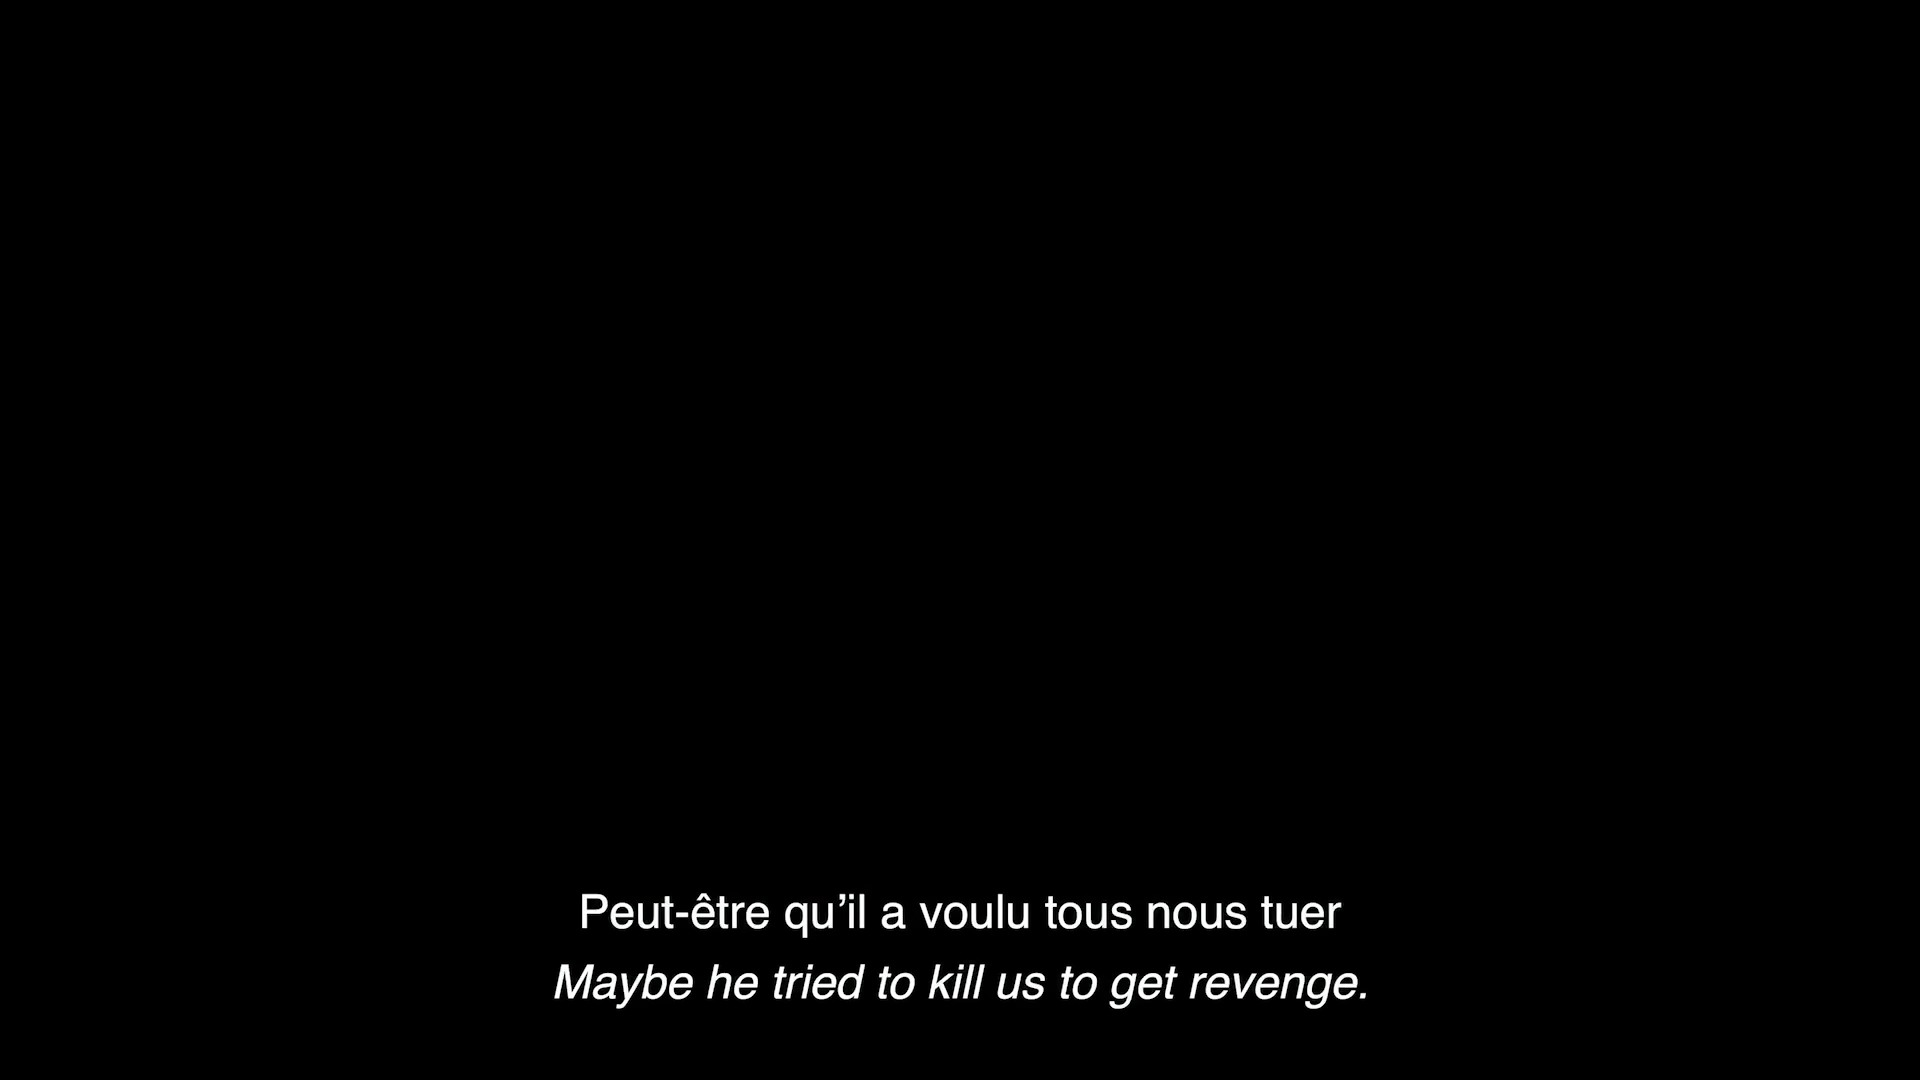 Peut-être qu’il a voulu tous nous tuer
Maybe he tried to kill us to get revenge.